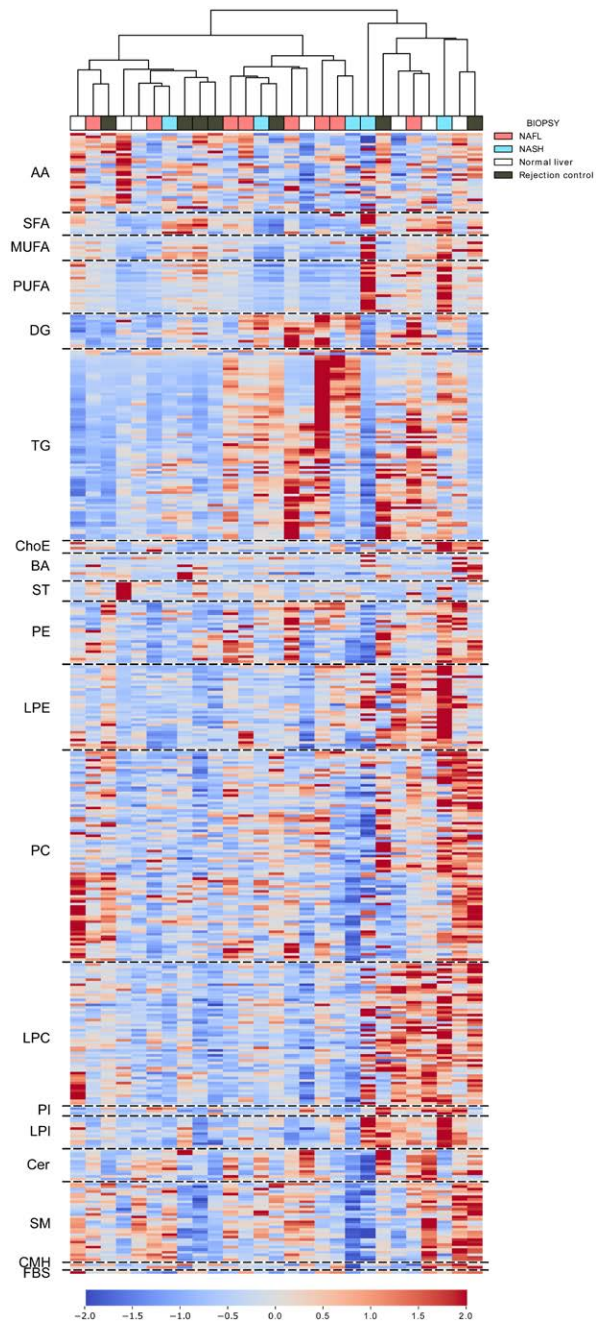 BIOPSY
NAFL
NASH
Normal liver
Rejection control
AA
SFA
MUFA
PUFA
DG
TG
ChoE
BA
ST
PE
LPE
PC
LPC
PI
LPI
Cer
SM
CMH
FBS
−2.0 −1.5 −1.0 −0.5 0.0 0.5 1.0 1.5 2.0